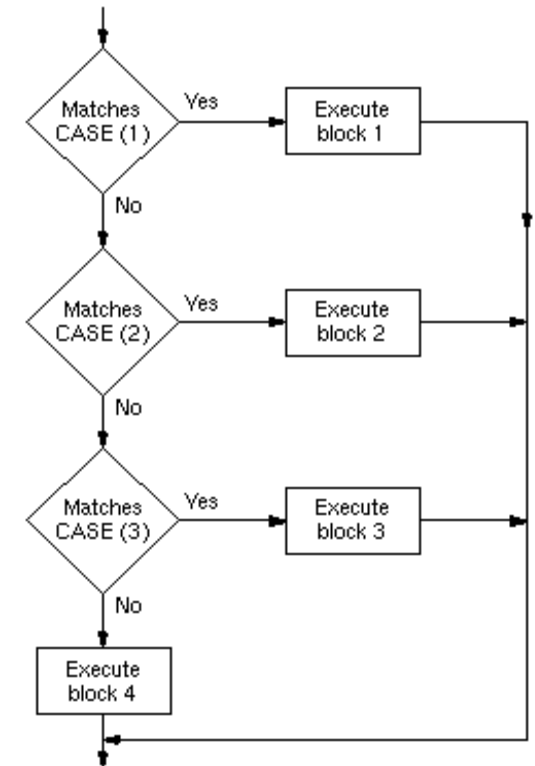 Matches
CASE (1)
Yes
Execute
block 1
No
Matches
CASE (2)
Yes
Execute
block 2
No
Matches
CASE (3)
Yes
Execute
block 3
No
Execute
block 4